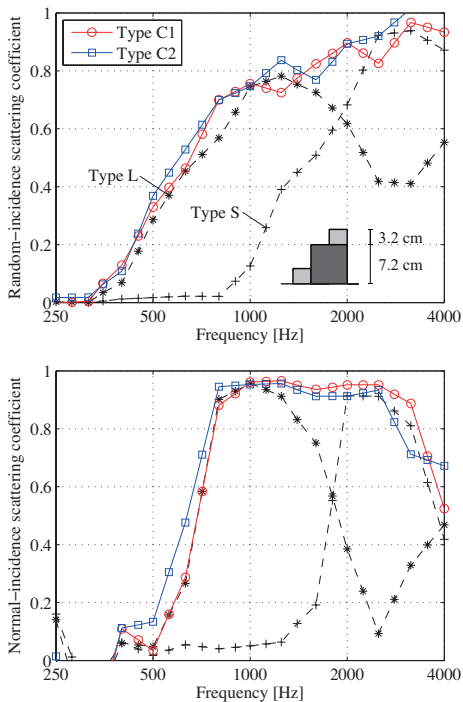 Type C1
Type C2
Random−incidence scattering coefficient
1
0.8
0.6
0.4
0.2
0
Type L
Type S
3.2 cm
7.2 cm
250
500
1000
2000
4000
Frequency [Hz]
Normal−incidence scattering coefficient
1
0.8
0.6
0.4
0.2
0
250
500
1000
2000
4000
Frequency [Hz]